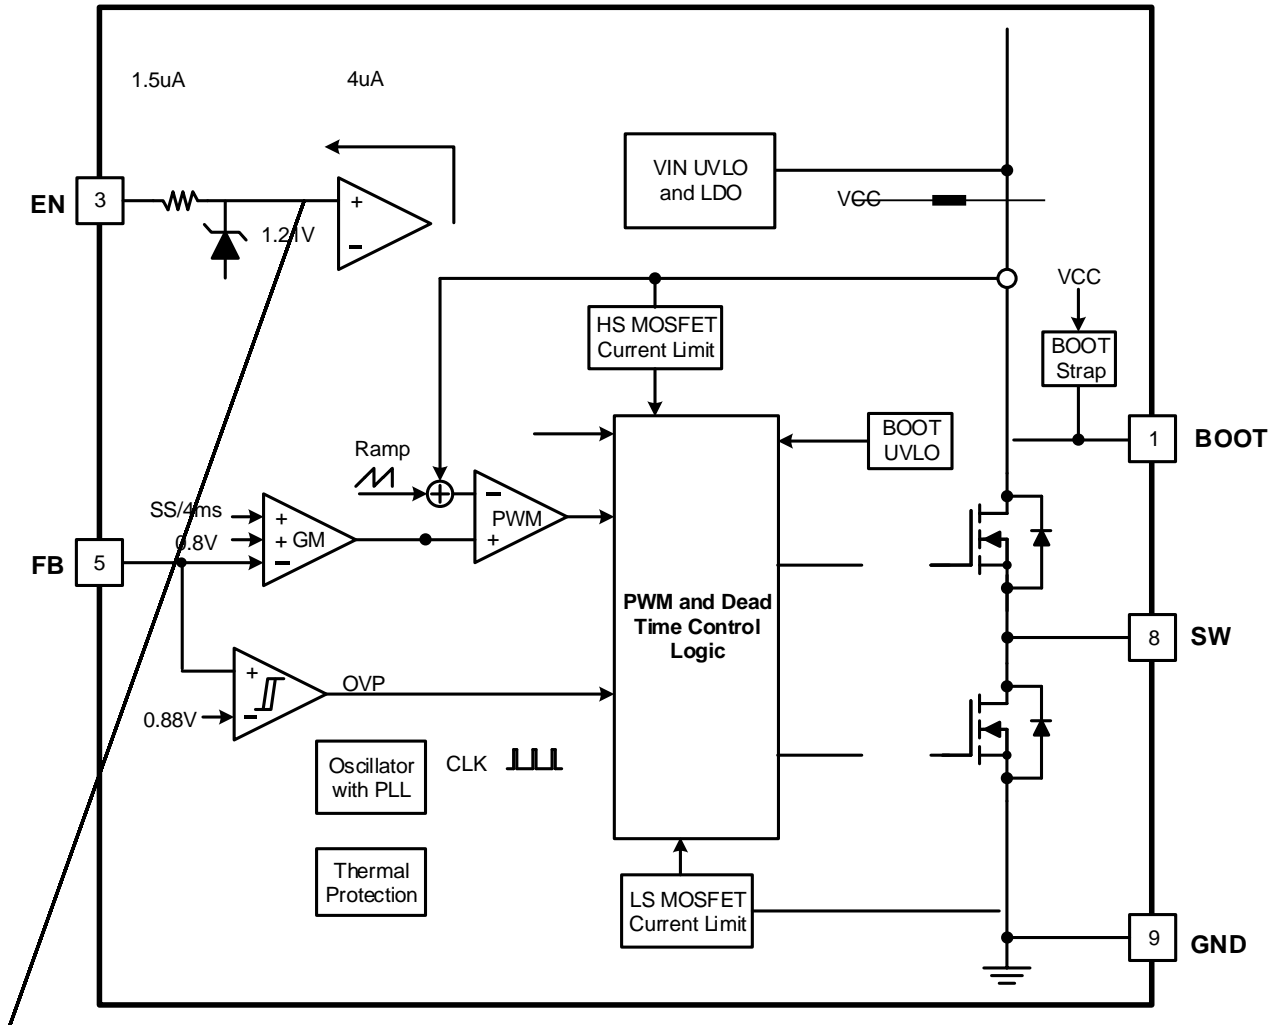 1.5uA
4uA
VIN UVLO
and LDO
VCC
EN
3
+
−
1.21V
VCC
HS MOSFET
Current Limit
BOOT
Strap
BOOT
UVLO
1
BOOT
Ramp
SS/4ms
0.8V
+
+
−
GM
−
PWM
+
FB
5
PWM and Dead
Time Control
Logic
8
SW
+
−
0.88V
OVP
Oscillator
with PLL
CLK
Thermal
Protection
LS MOSFET
Current Limit
9
GND